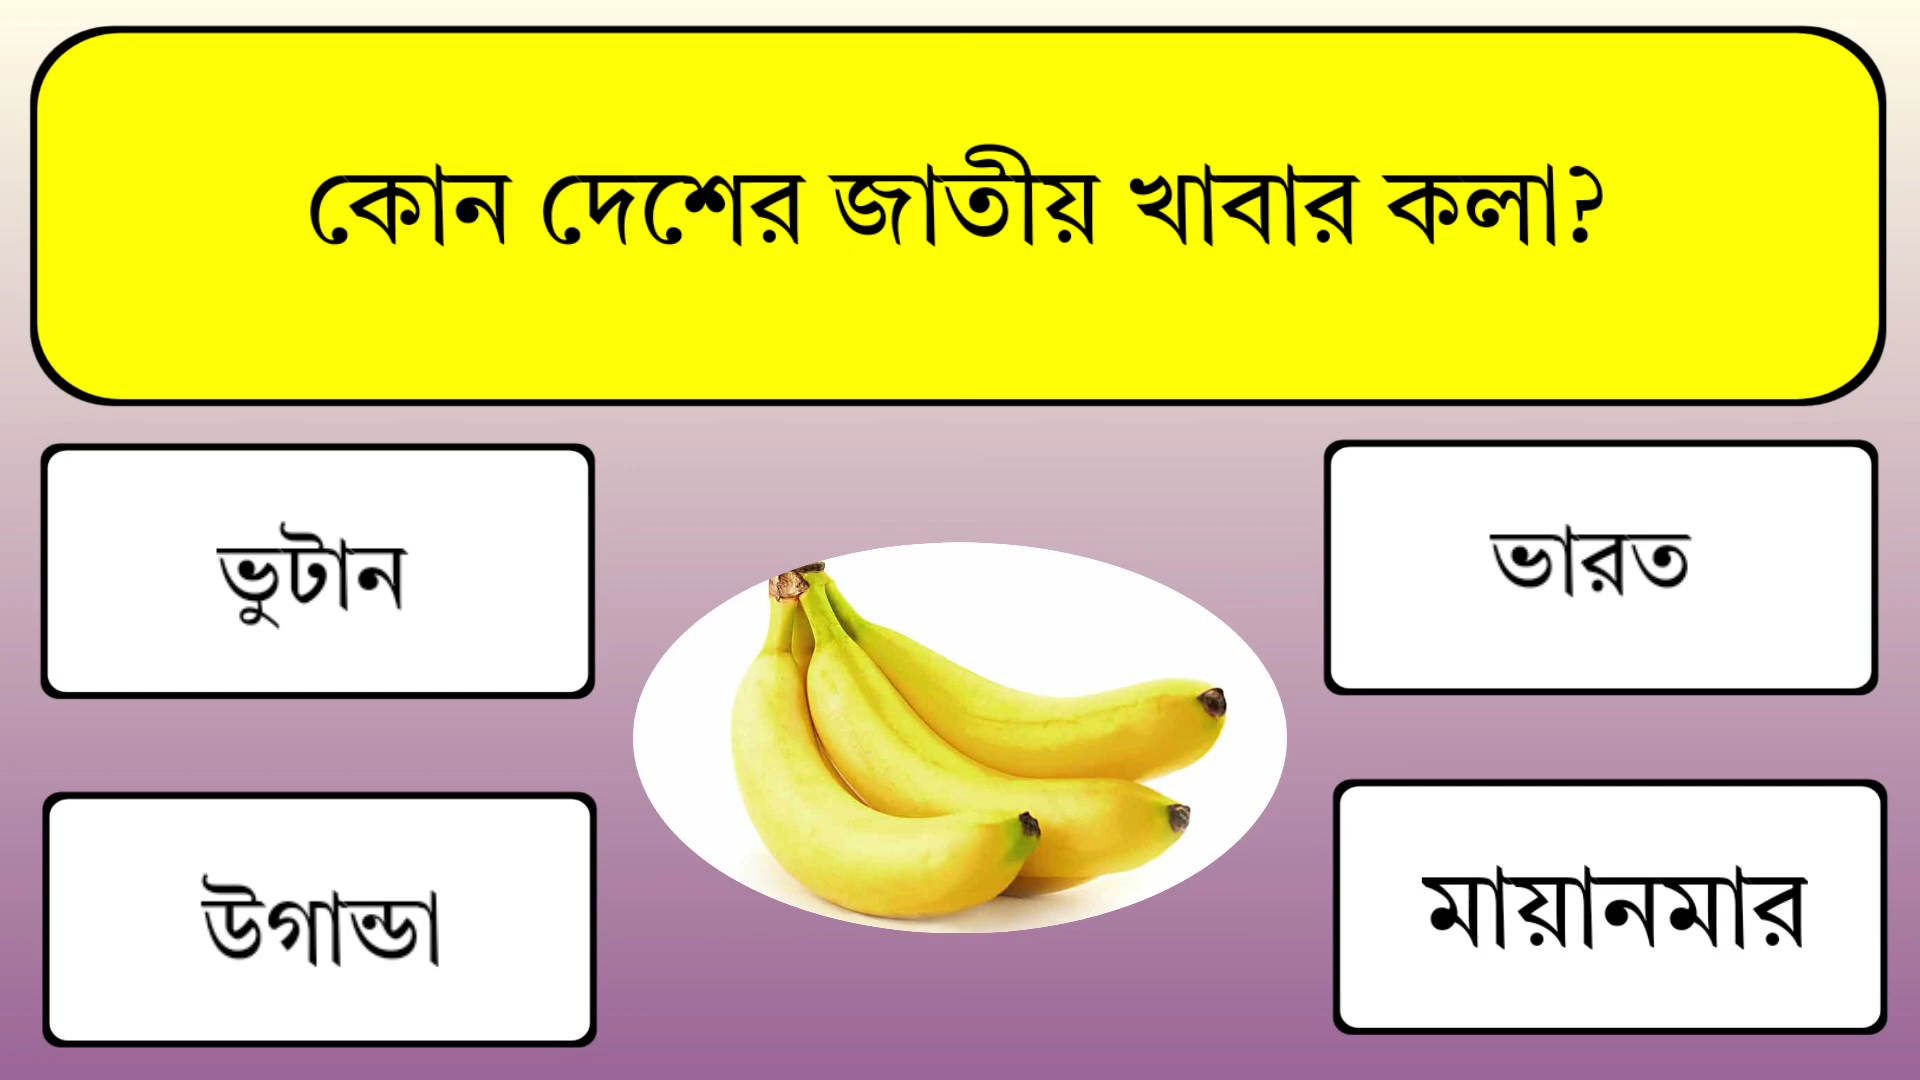 কোন দেশের জাতীয় খাবার কলা?
ভুটান
ভারত
উগান্ডা
মায়ানমার